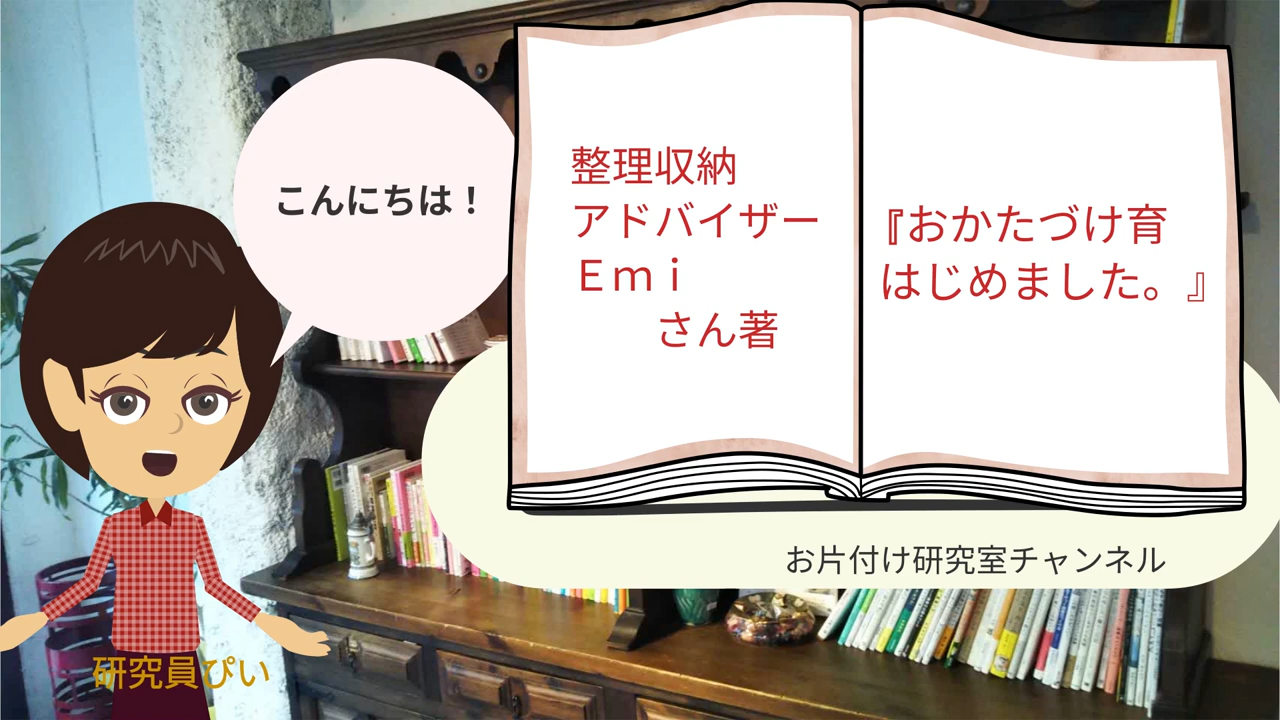 こんにちは！
整理収納
アドバイザー
Ｅｍｉ
さん著
『おかたづけ育
はじめました。』
お片付け研究室チャンネル
研究員ぴい